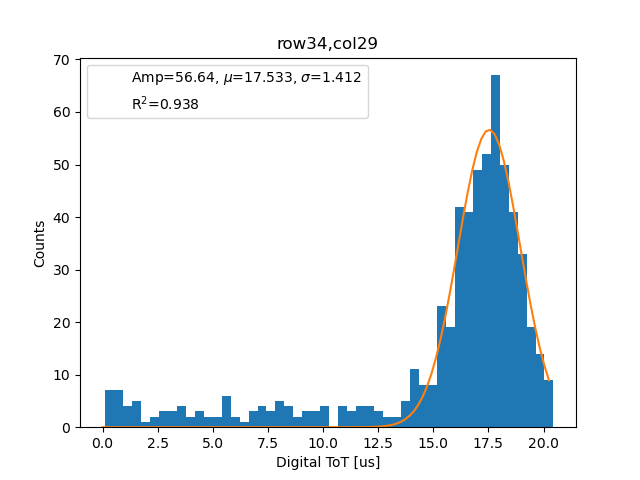 row34,col29
Amp=56.64, μ=17.533, σ=1.412
R²=0.938
70
60
50
40
30
20
10
0
Counts
0.0 2.5 5.0 7.5 10.0 12.5 15.0 17.5 20.0
Digital ToT [us]